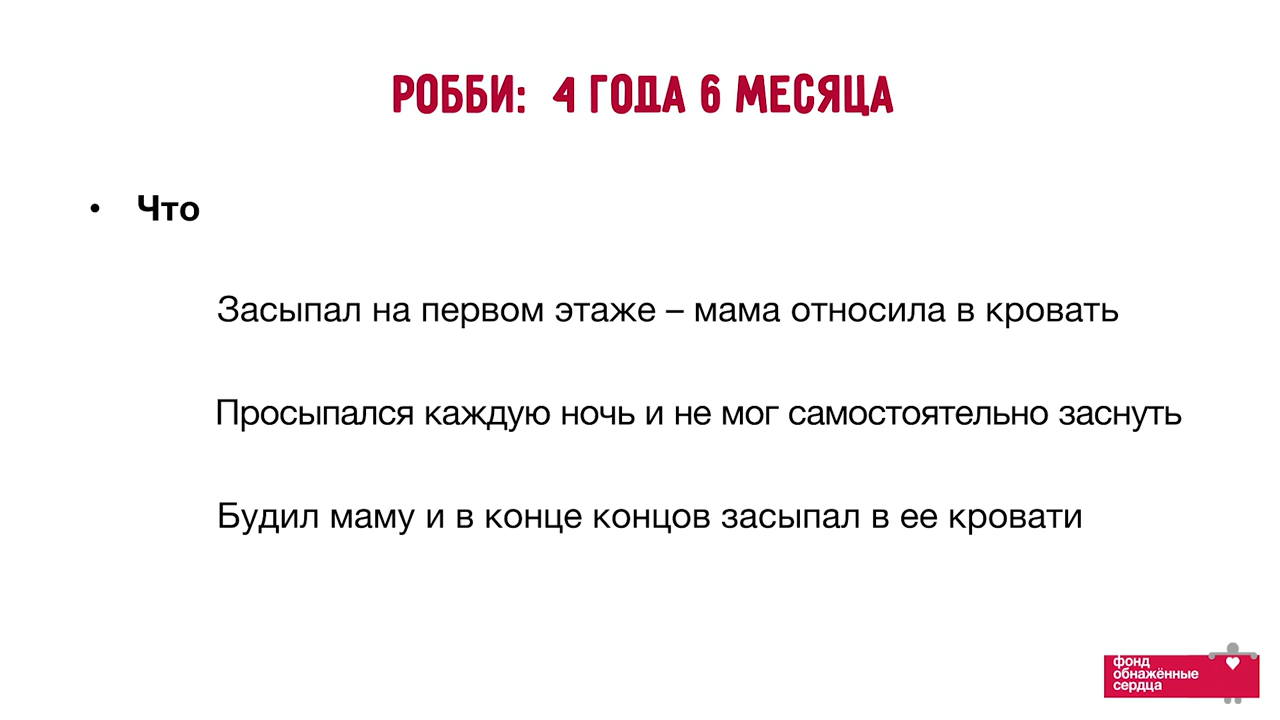 РОББИ: 4 ГОДА 6 МЕСЯЦА
• Что
Засыпал на первом этаже – мама относила в кровать
Просыпался каждую ночь и не мог самостоятельно заснуть
Будил маму и в конце концов засыпал в ее кровати
фонд
обнажённые
сердца